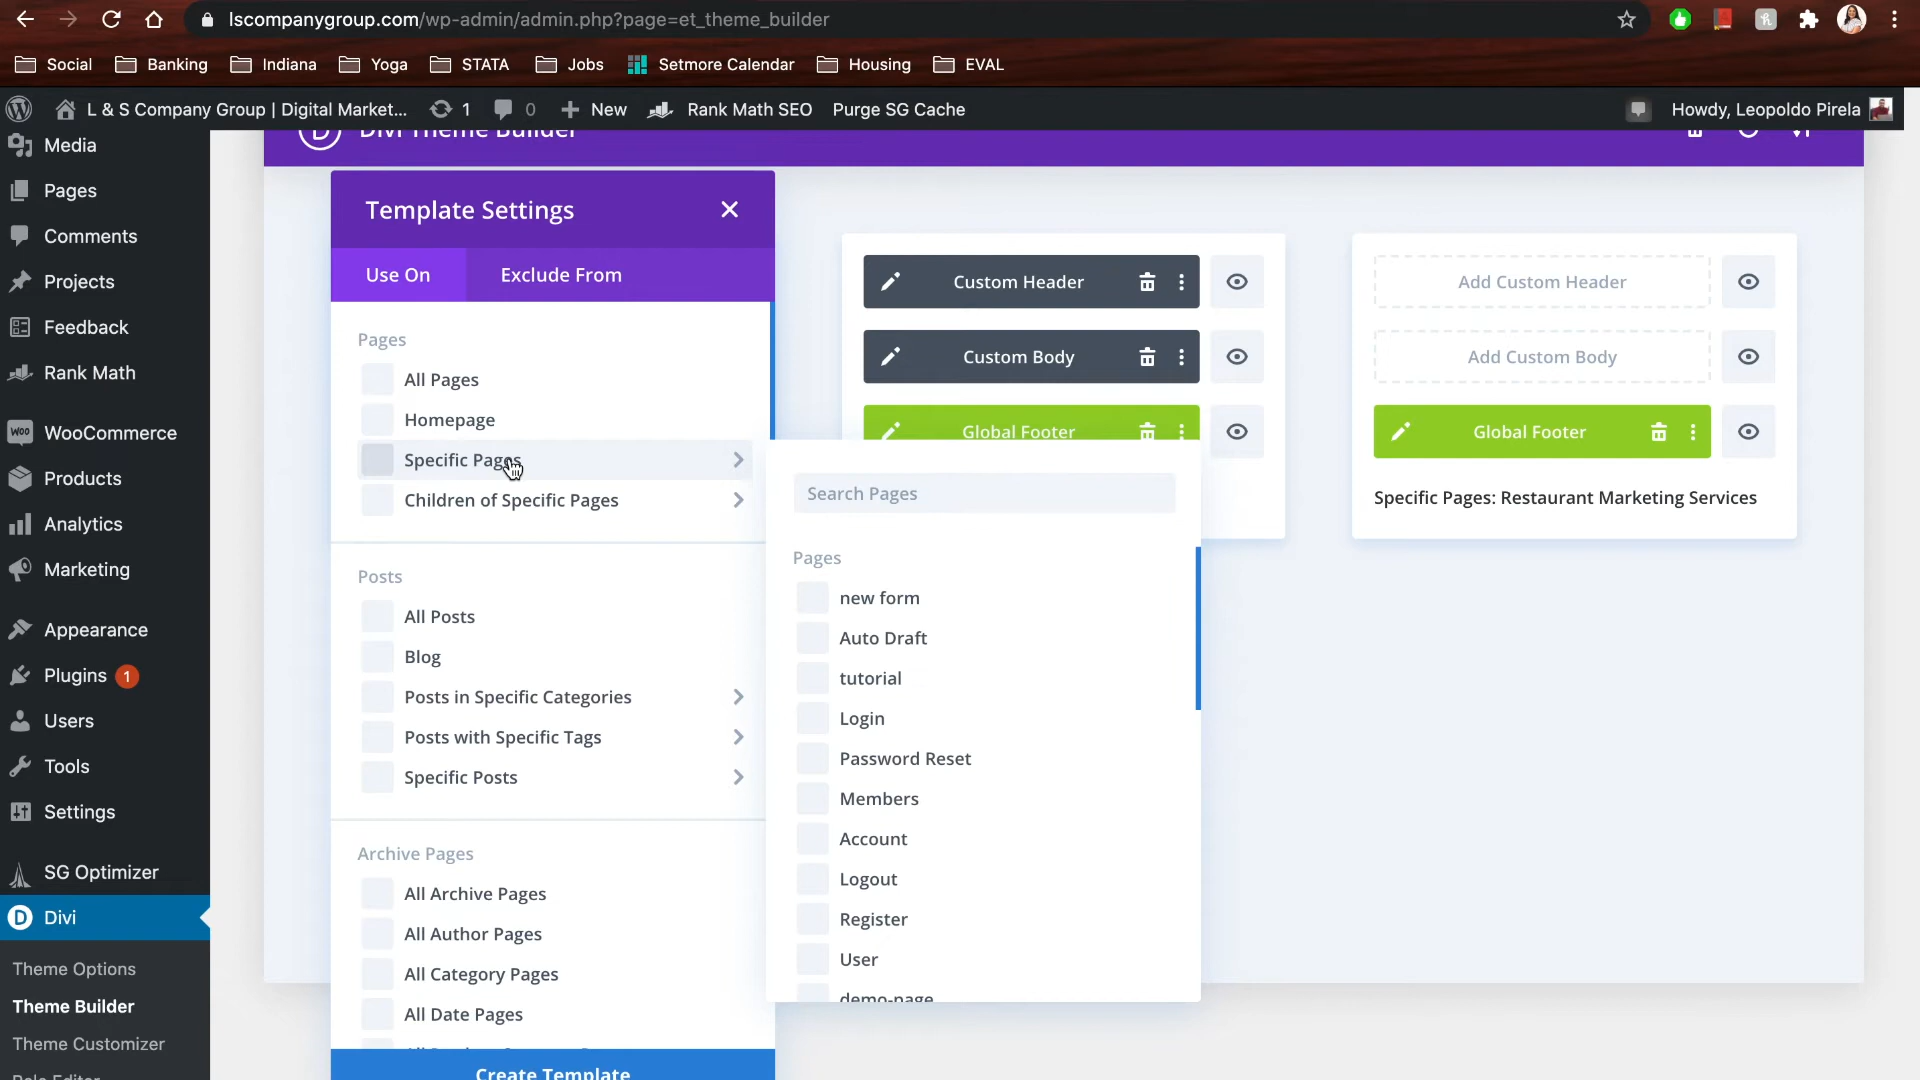 lscompanygroup.com/wp-admin/admin.php?page=et_theme_builder
Social Banking Indiana Yoga STATA Jobs Setmore Calendar Housing EVAL
L & S Company Group | Digital Market... 1 0 New Rank Math SEO Purge SG Cache Howdy, Leopoldo Pirela
Divi Theme Builder
Media
Pages
Comments
Projects
Feedback
Rank Math
WooCommerce
Products
Analytics
Marketing
Appearance
Plugins 1
Users
Tools
Settings
SG Optimizer
Divi
Theme Options
Theme Builder
Theme Customizer
Template Settings
Use On Exclude From
Pages
All Pages
Homepage
Specific Pages
Children of Specific Pages
Posts
All Posts
Blog
Posts in Specific Categories
Posts with Specific Tags
Specific Posts
Archive Pages
All Archive Pages
All Author Pages
All Category Pages
All Date Pages
Create Template
Search Pages
Pages
new form
Auto Draft
tutorial
Login
Password Reset
Members
Account
Logout
Register
User
demo-page
Custom Header
Custom Body
Global Footer
Add Custom Header
Add Custom Body
Global Footer
Specific Pages: Restaurant Marketing Services